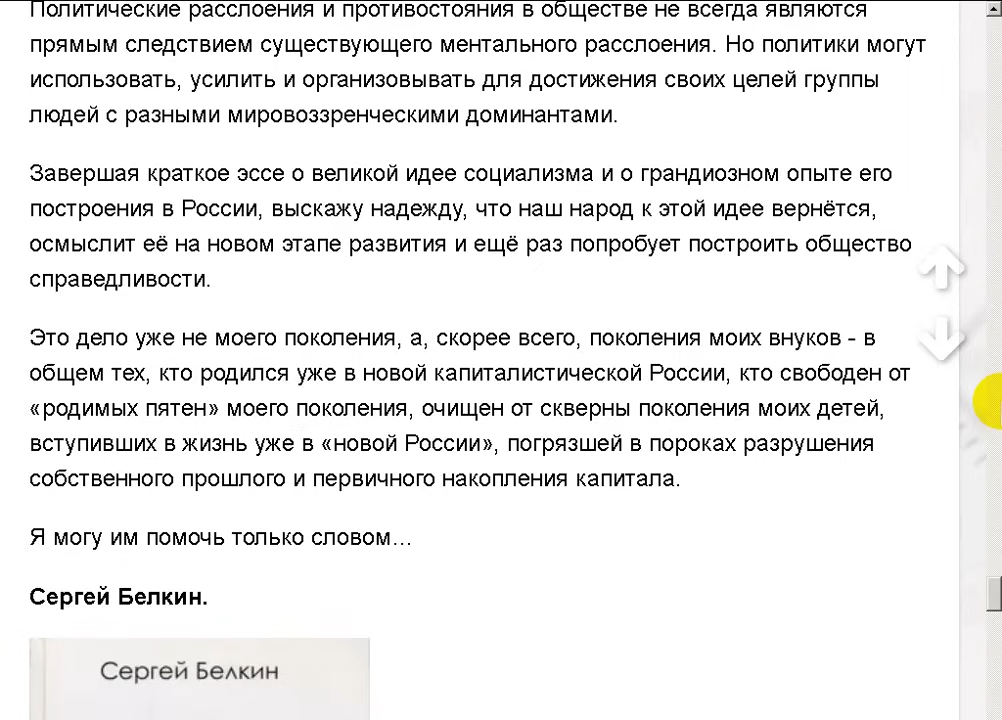 Политические расслоения и противостояния в обществе не всегда являются
прямым следствием существующего ментального расслоения. Но политики могут
использовать, усилить и организовывать для достижения своих целей группы
людей с разными мировоззренческими доминантами.
Завершая краткое эссе о великой идее социализма и о грандиозном опыте его
построения в России, выскажу надежду, что наш народ к этой идее вернётся,
осмыслит её на новом этапе развития и ещё раз попробует построить общество
справедливости.
Это дело уже не моего поколения, а, скорее всего, поколения моих внуков - в
общем тех, кто родился уже в новой капиталистической России, кто свободен от
«родимых пятен» моего поколения, очищен от скверны поколения моих детей,
вступивших в жизнь уже в «новой России», погрязшей в пороках разрушения
собственного прошлого и первичного накопления капитала.
Я могу им помочь только словом...
Сергей Белкин.
Сергей Белкин